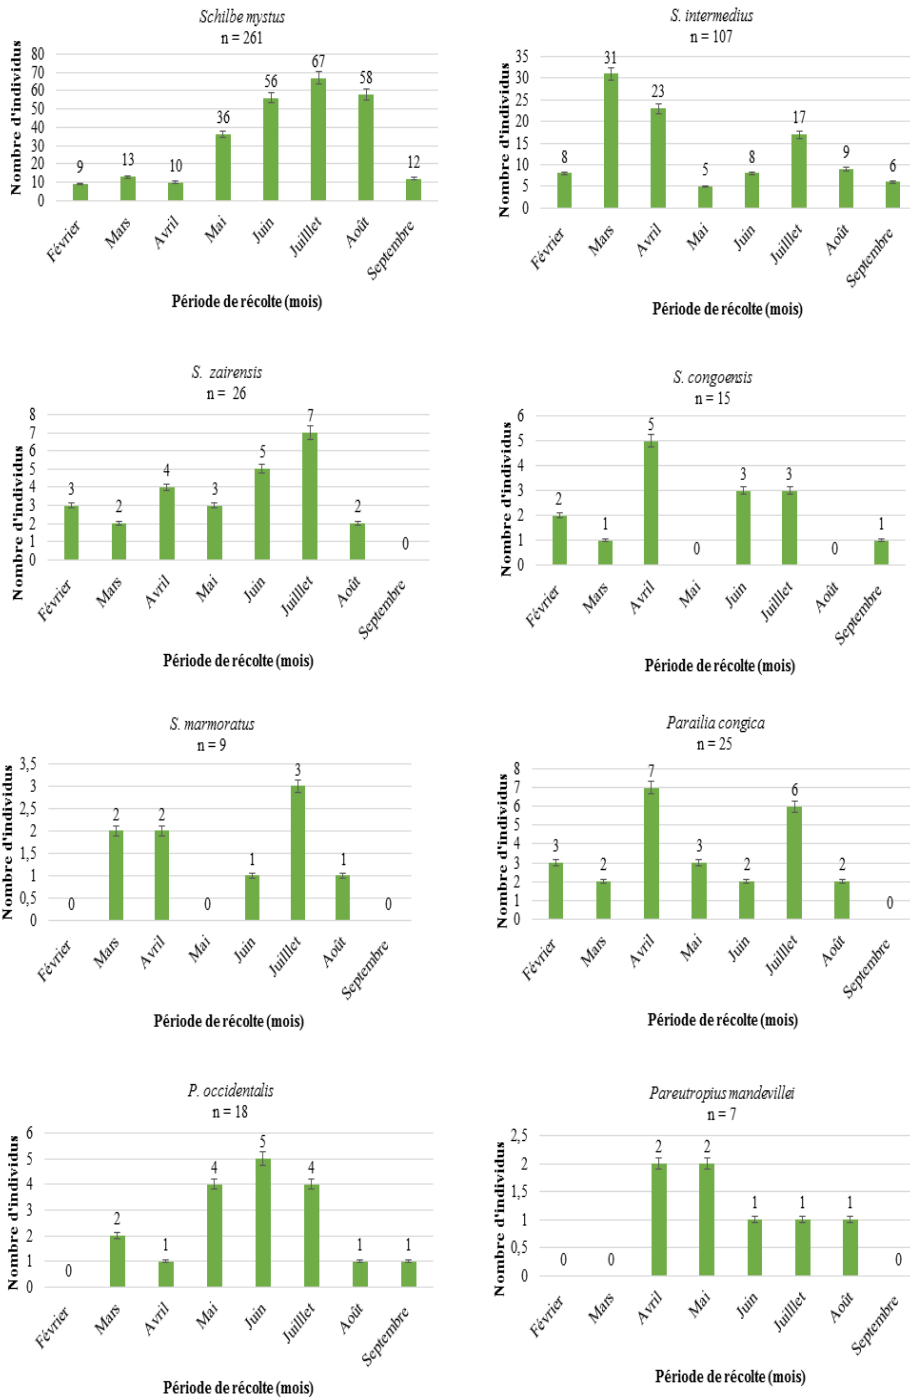 Schilbe mystus
n = 261
Nombre d'individus
80
70
60
50
40
30
20
10
0
9
13
10
36
56
67
58
12
Février
Mars
Avril
Mai
Juin
Juilllet
Août
Septembre
Période de récolte (mois)
S. intermedius
n = 107
Nombre d'individus
35
30
25
20
15
10
5
0
8
31
23
5
8
17
9
6
Février
Mars
Avril
Mai
Juin
Juilllet
Août
Septembre
Période de récolte (mois)
S. zairensis
n = 26
Nombre d'individus
8
7
6
5
4
3
2
1
0
3
2
4
3
5
7
2
0
Février
Mars
Avril
Mai
Juin
Juilllet
Août
Septembre
Période de récolte (mois)
S. congoensis
n = 15
Nombre d'individus
6
5
4
3
2
1
0
2
1
5
0
3
3
0
1
Février
Mars
Avril
Mai
Juin
Juilllet
Août
Septembre
Période de récolte (mois)
S. marmoratus
n = 9
Nombre d'individus
3,5
3
2,5
2
1,5
1
0,5
0
0
2
2
0
1
3
1
0
Février
Mars
Avril
Mai
Juin
Juilllet
Août
Septembre
Période de récolte (mois)
Parailia congica
n = 25
Nombre d'individus
8
7
6
5
4
3
2
1
0
3
2
7
3
2
6
2
0
Février
Mars
Avril
Mai
Juin
Juilllet
Août
Septembre
Période de récolte (mois)
P. occidentalis
n = 18
Nombre d'individus
6
5
4
3
2
1
0
0
2
1
4
5
4
1
1
Février
Mars
Avril
Mai
Juin
Juilllet
Août
Septembre
Période de récolte (mois)
Pareutropius mandevillei
n = 7
Nombre d'individus
2,5
2
1,5
1
0,5
0
0
0
2
2
1
1
1
0
Février
Mars
Avril
Mai
Juin
Juilllet
Août
Septembre
Période de récolte (mois)